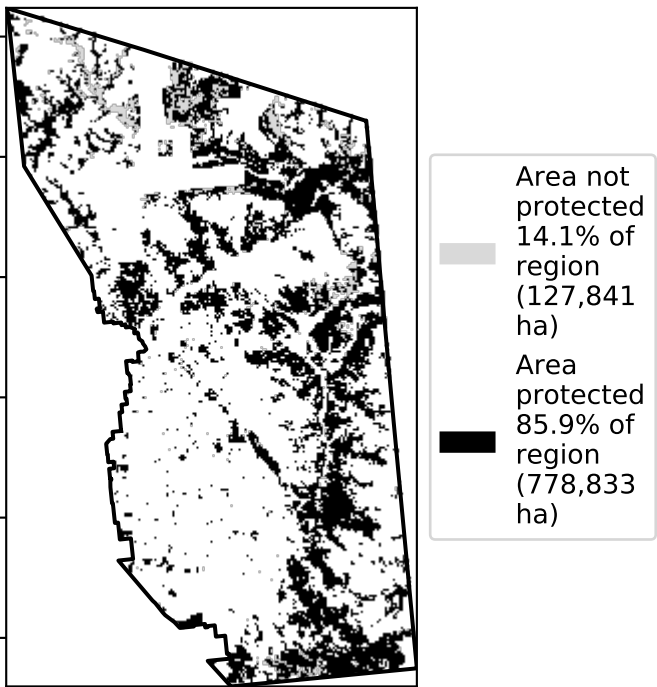 Area not
protected
14.1% of
region
(127,841
ha)
Area
protected
85.9% of
region
(778,833
ha)